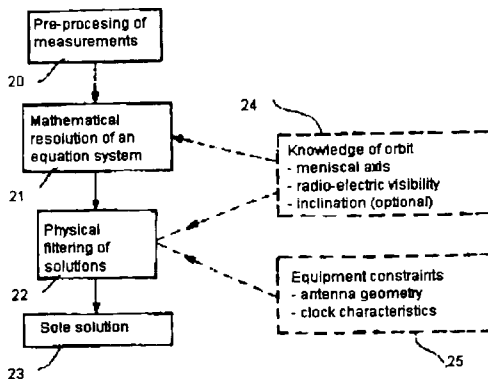 Pre-procesing of
measurements
20
Mathematical
resolution of an
equation system
21
Physical
filtering of
solutions
22
Sole solution
23
24
Knowledge of orbit
- meniscal axis
- radio-electric visibility
- inclination (optional)
Equipment constraints
- antenna geometry
- clock characteristics
25